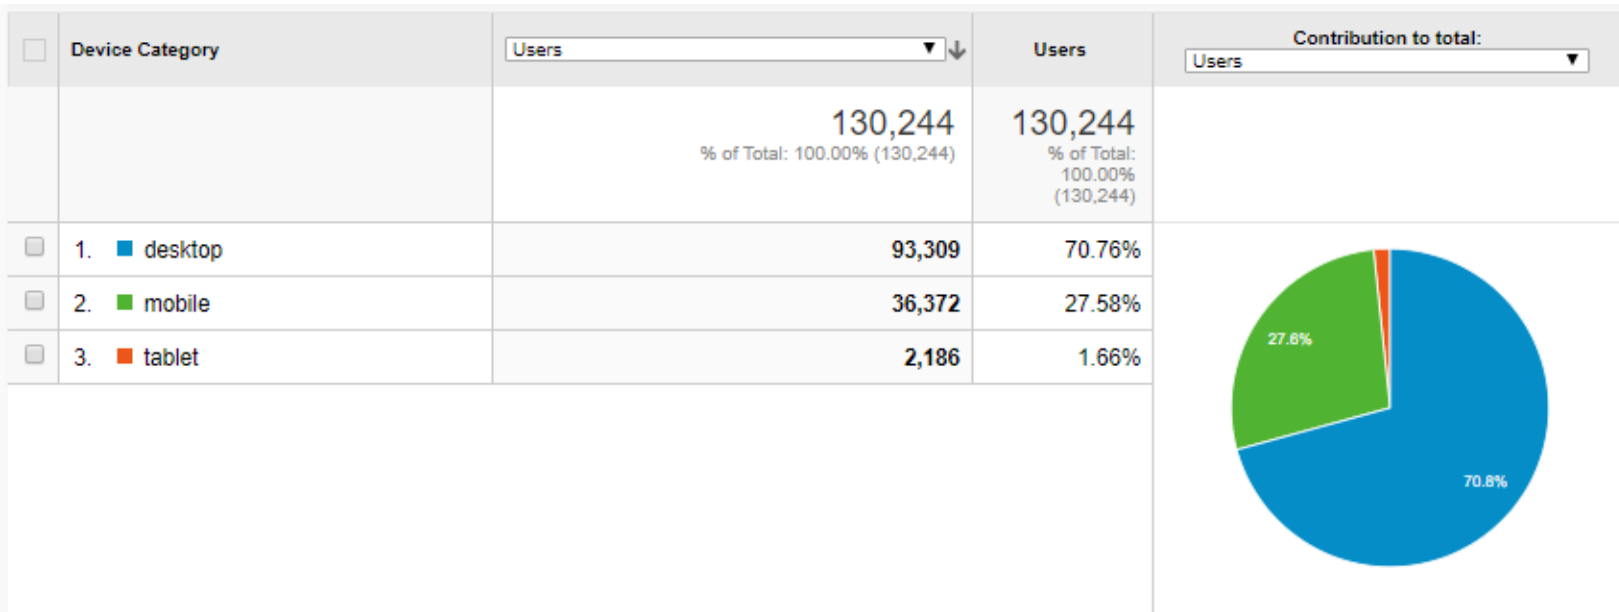 Device Category
Users
Users
Contribution to total:
Users
130,244
% of Total: 100.00% (130,244)
130,244
% of Total:
100.00%
(130,244)
1. desktop 93,309 70.76%
2. mobile 36,372 27.58%
3. tablet 2,186 1.66%
27.6%
70.8%